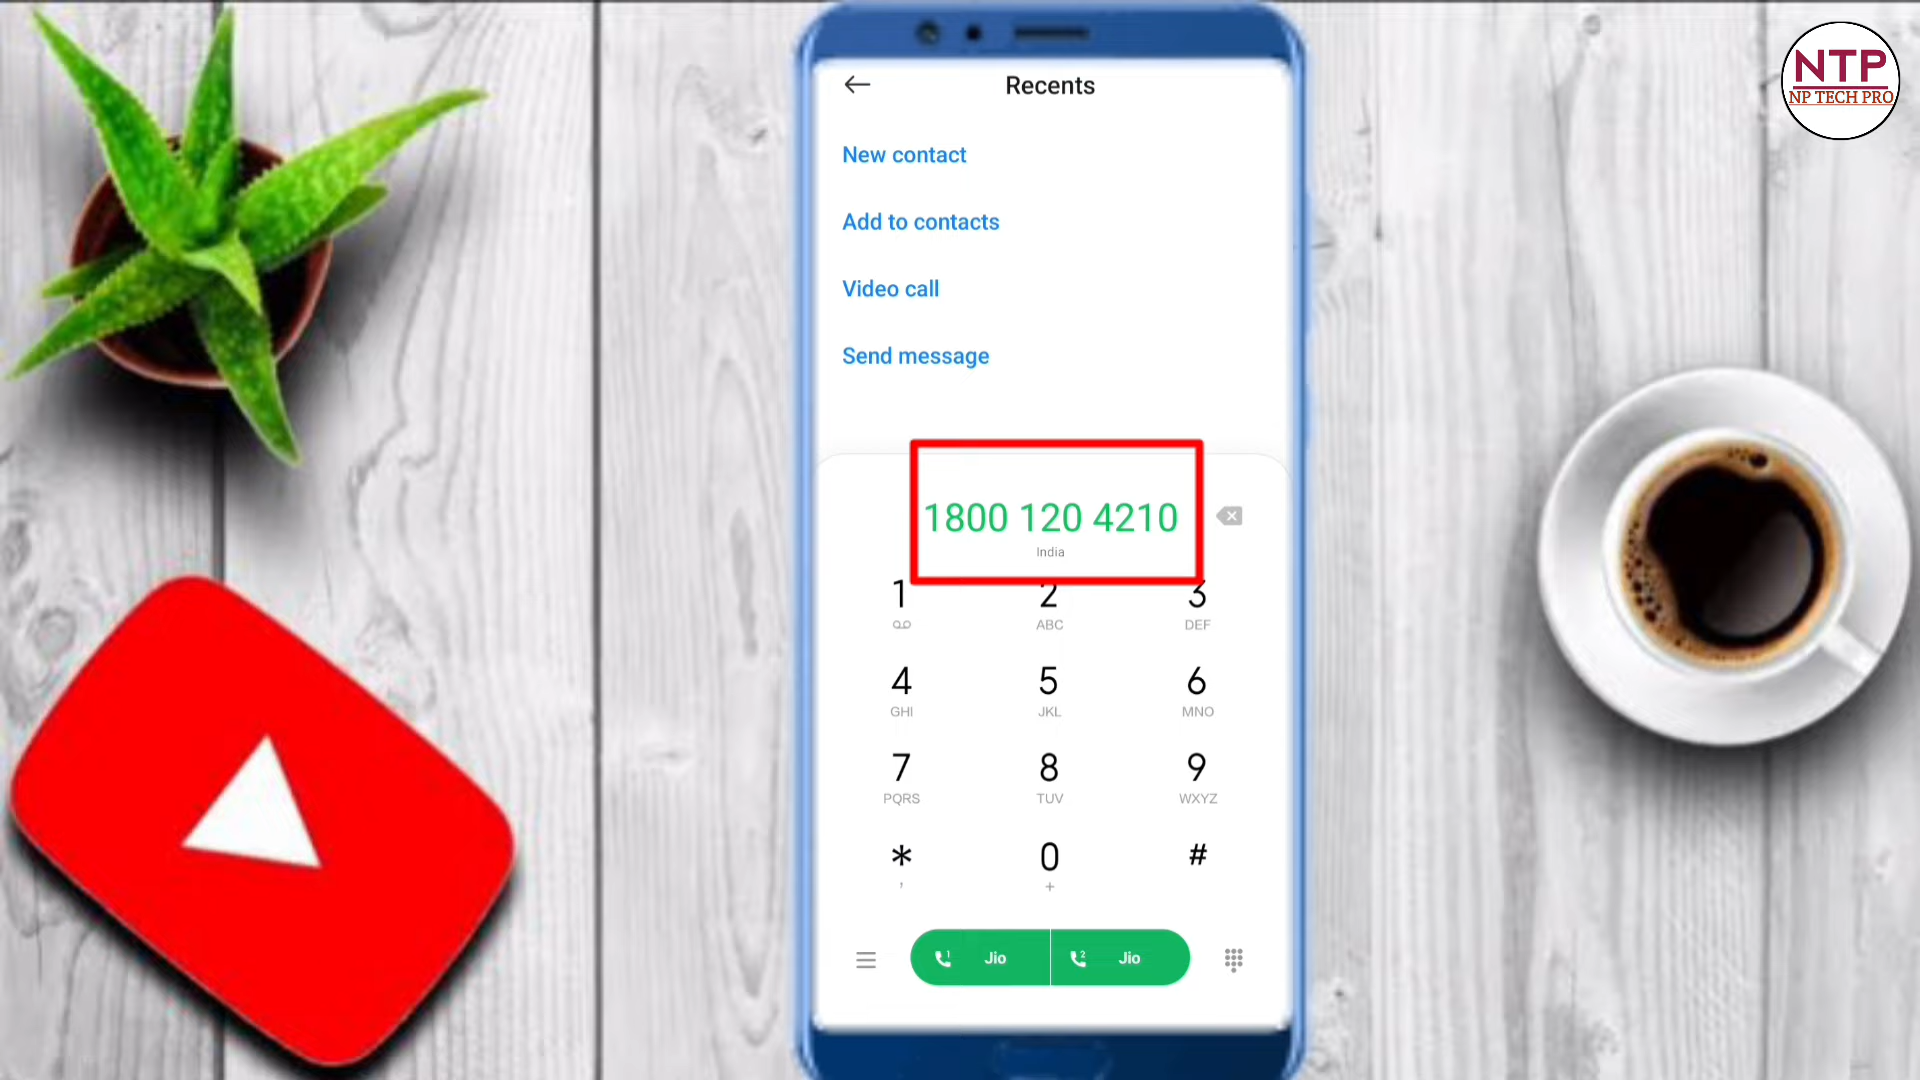 NTP
NP TECH PRO
Recents
New contact
Add to contacts
Video call
Send message
1800 120 4210
India
1
2 ABC
3 DEF
4 GHI
5 JKL
6 MNO
7 PQRS
8 TUV
9 WXYZ
*
,
0
+
#
1 Jio
2 Jio